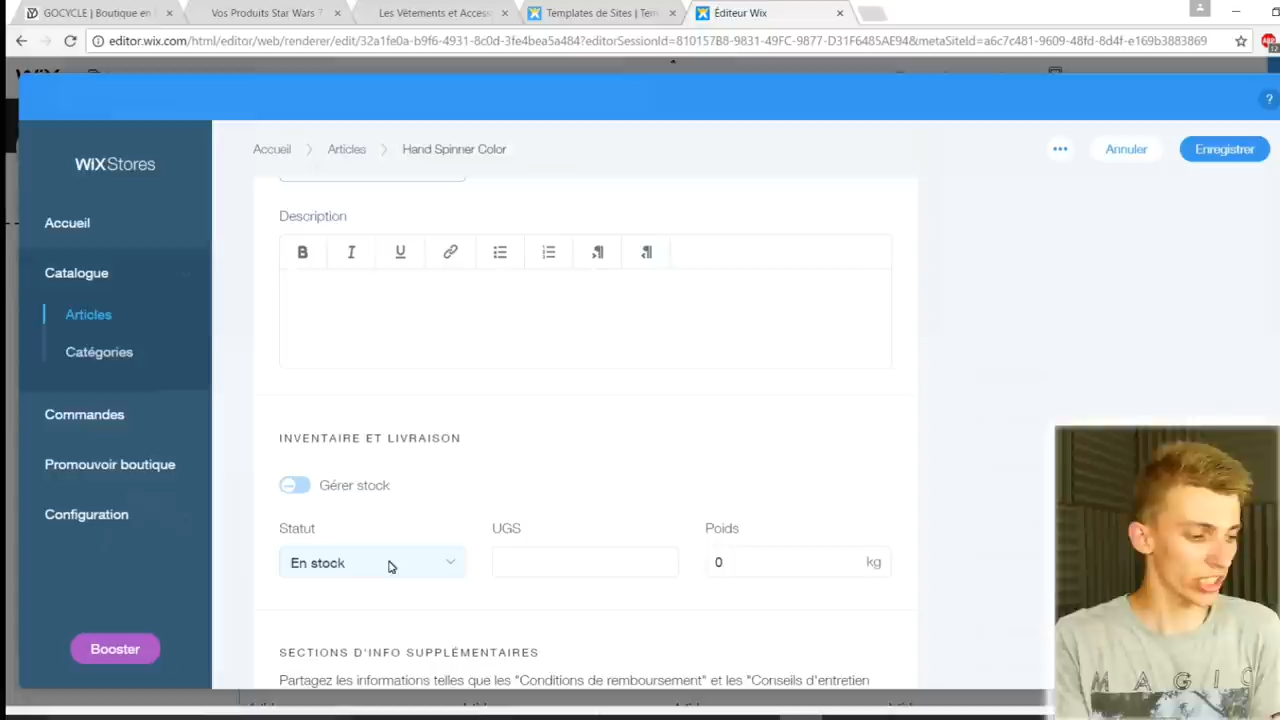 GOCYCLE | Boutique en
Vos Produits Star Wars
Les Vêtements et Access
Templates de Sites | Tem
Éditeur Wix
editor.wix.com/html/editor/web/renderer/edit/32a1fe0a-b9f6-4931-8c0d-3fe4bea5a484?editorSessionId=810157B8-9831-49FC-9877-D31F6485AE94&metaSiteId=a6c7c481-9609-48fd-8d4f-e169b3883869
ABP
12
?
WiXStores
Accueil
Articles
Hand Spinner Color
Annuler
Enregistrer
Accueil
Catalogue
Articles
Catégories
Commandes
Promouvoir boutique
Configuration
Booster
Description
B I U
INVENTAIRE ET LIVRAISON
Gérer stock
Statut
UGS
Poids
En stock
0
kg
SECTIONS D'INFO SUPPLÉMENTAIRES
Partagez les informations telles que les "Conditions de remboursement" et les "Conseils d'entretien
MAGIC